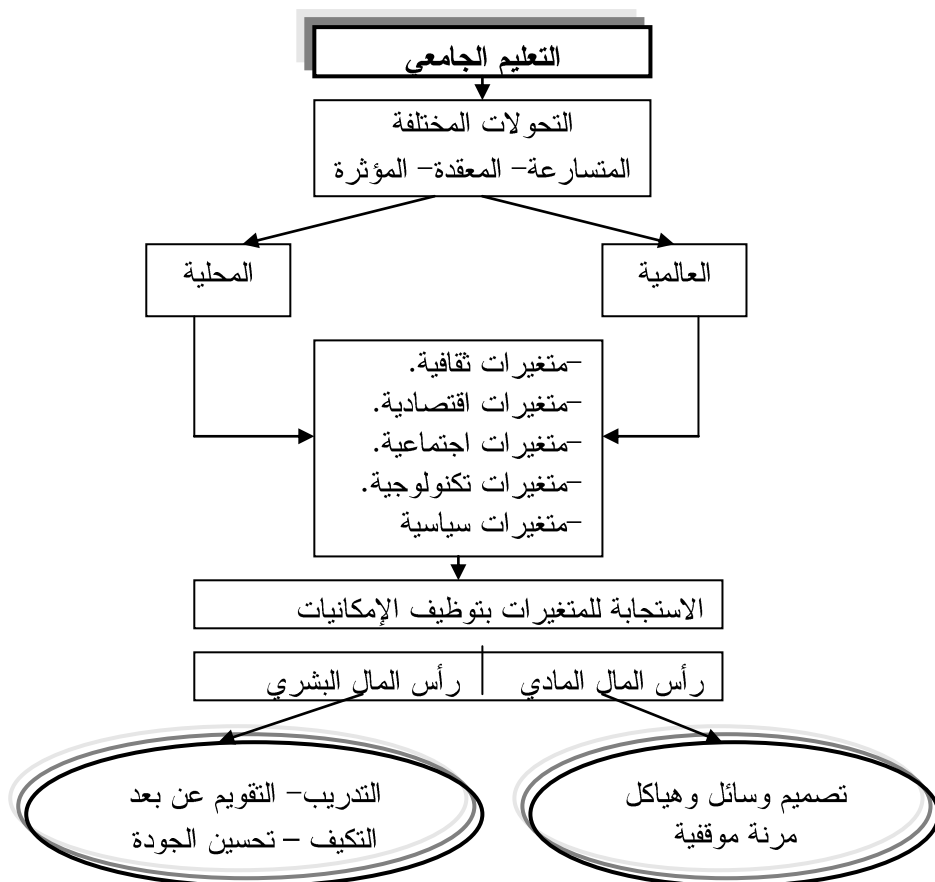 التعليم الجامعي
التحولات المختلفة
المتسارعة– المعقدة– المؤثرة
العالمية
المحلية
–متغيرات ثقافية.
–متغيرات اقتصادية.
–متغيرات اجتماعية.
–متغيرات تكنولوجية.
–متغيرات سياسية
الاستجابة للمتغيرات بتوظيف الإمكانيات
رأس المال المادي
رأس المال البشري
تصميم وسائل وهياكل
مرنة موقفية
التدريب– التقويم عن بعد
التكيف – تحسين الجودة